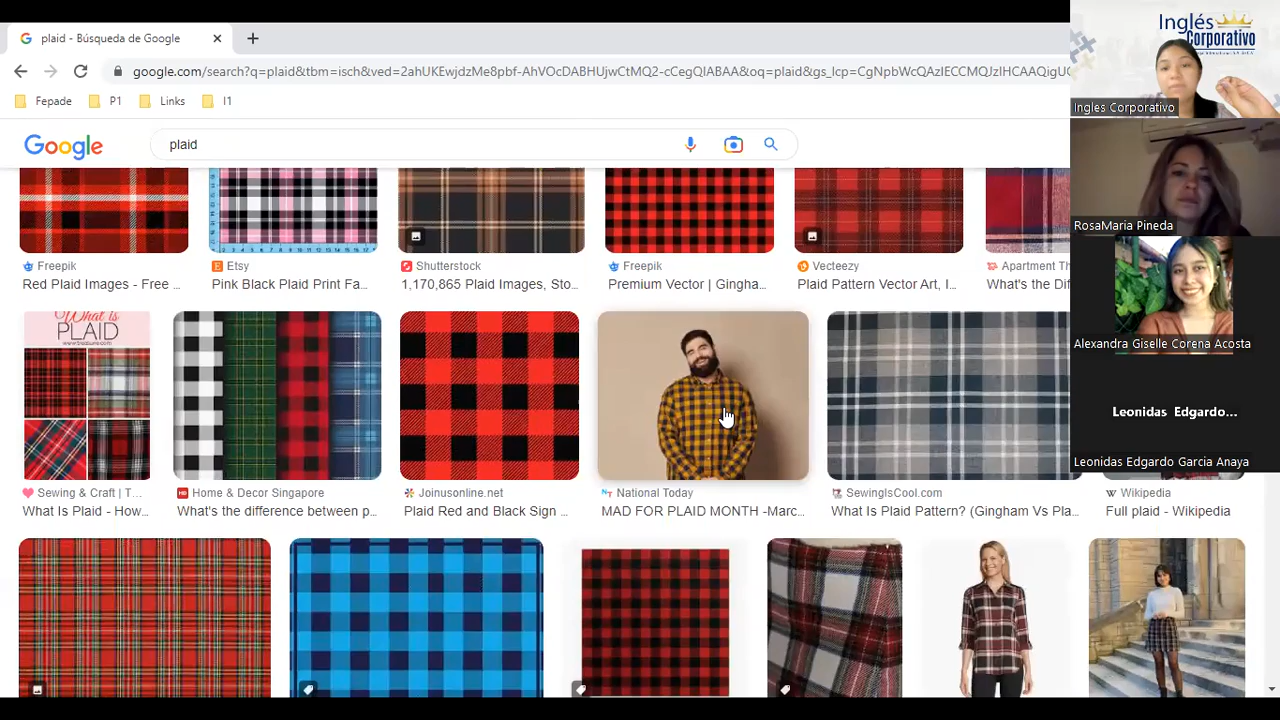 plaid - Búsqueda de Google
google.com/search?q=plaid&tbm=isch&ved=2ahUKEwjdzMe8pbf-AhVOcDABHUjwCtMQ2-cCegQIABAA&oq=plaid&gs_lcp=CgNpbWcQAzIECCMQJzIHCAAQigUQ
Fepade P1 Links I1
Google plaid
Freepik Etsy Shutterstock Freepik Vecteezy Apartment Th
Red Plaid Images - Free ... Pink Black Plaid Print Fa... 1,170,865 Plaid Images, Sto... Premium Vector | Gingha... Plaid Pattern Vector Art, I... What's the Dif
What is
PLAID
Sewing & Craft | T... Home & Decor Singapore Joinusonline.net National Today SewingIsCool.com Wikipedia
What Is Plaid - How... What's the difference between p... Plaid Red and Black Sign ... MAD FOR PLAID MONTH -Marc... What Is Plaid Pattern? (Gingham Vs Pla... Full plaid - Wikipedia
Inglés
Corporativo
Ingles Corporativo
RosaMaria Pineda
Alexandra Giselle Corena Acosta
Leonidas Edgardo...
Leonidas Edgardo Garcia Anaya